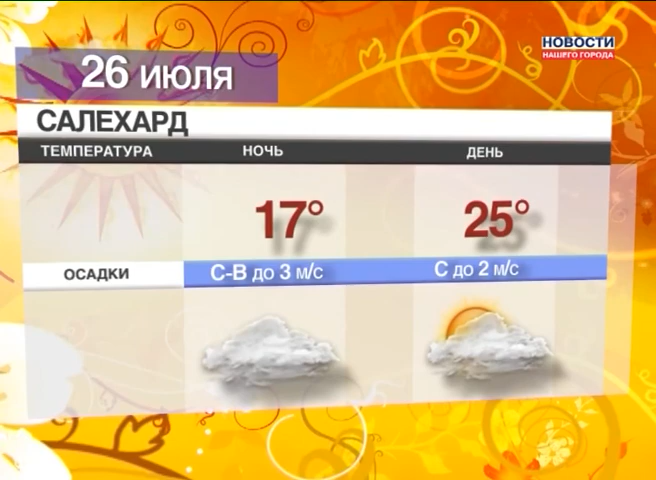 НОВОСТИ
НАШЕГО ГОРОДА
26 ИЮЛЯ
САЛЕХАРД
ТЕМПЕРАТУРА НОЧЬ ДЕНЬ
17° 25°
ОСАДКИ С-В до 3 м/с С до 2 м/с